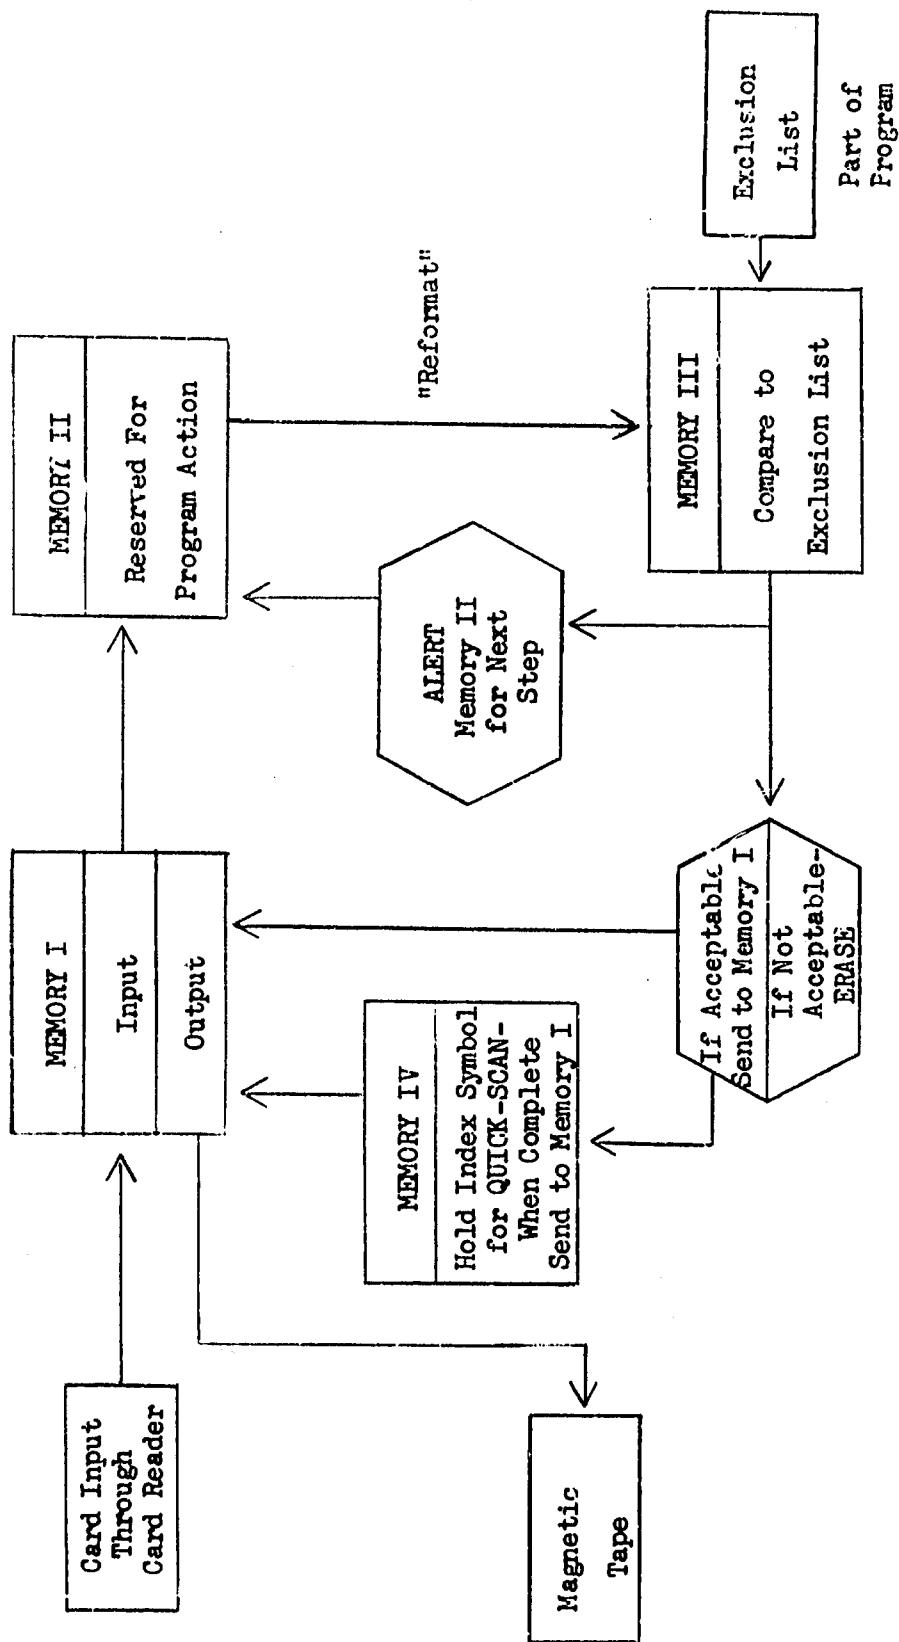 Card Input
Through
Card Reader
MEMORY I
Input
Output
MEMORY II
Reserved For
Program Action
"Reformat"
Magnetic
Tape
MEMORY IV
Hold Index Symbol
for QUICK-SCAN-
When Complete
Send to Memory I
ALERT
Memory II
for Next
Step
If Acceptable
Send to Memory I
If Not
Acceptable-
ERASE
MEMORY III
Compare to
Exclusion List
Exclusion
List
Part of
Program